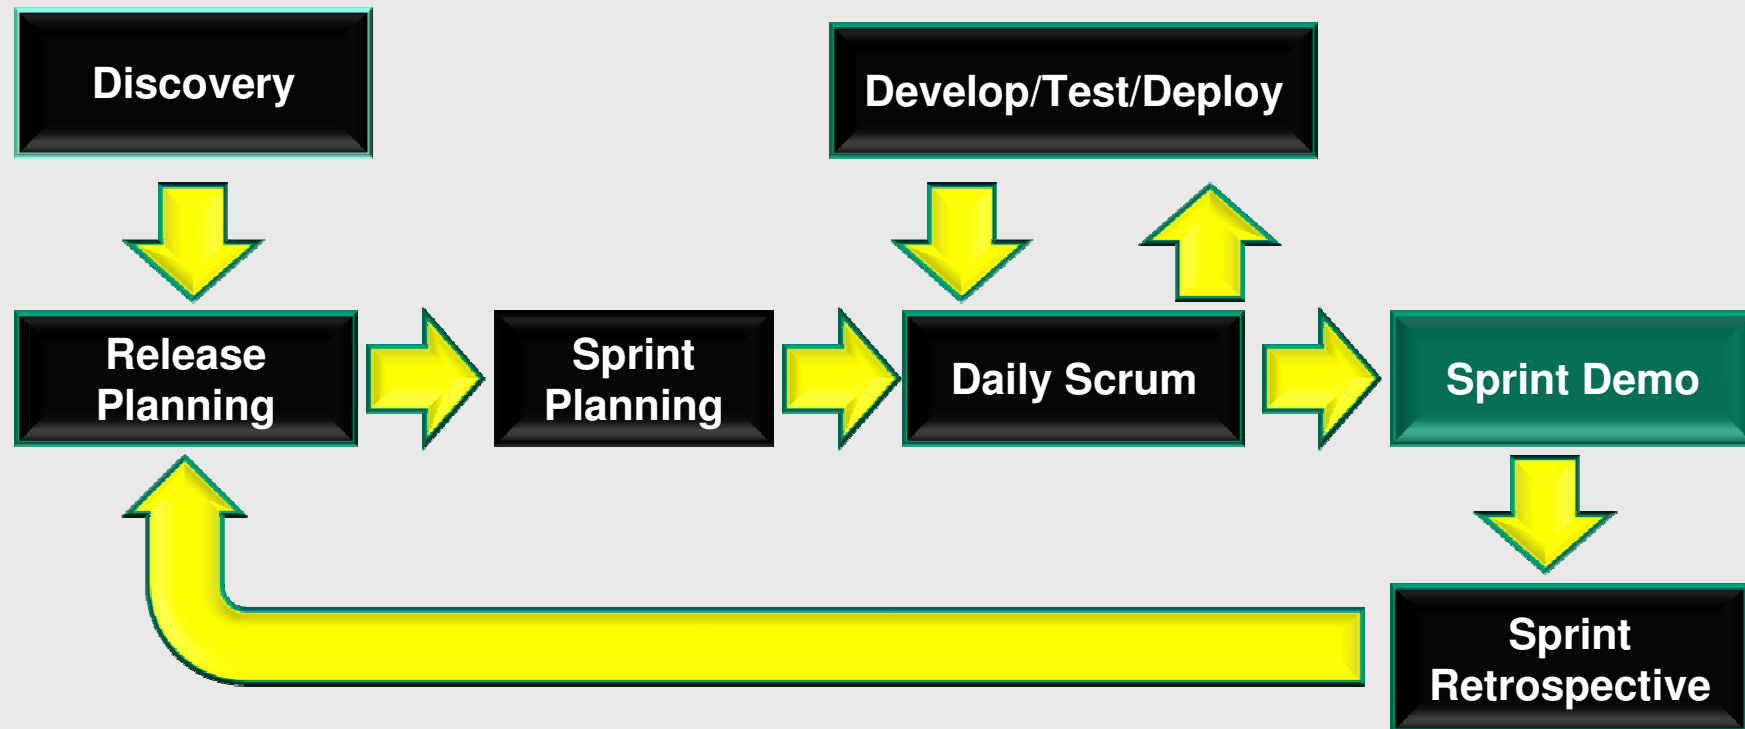 Discovery
Develop/Test/Deploy
Release
Planning
Sprint
Planning
Daily Scrum
Sprint Demo
Sprint
Retrospective